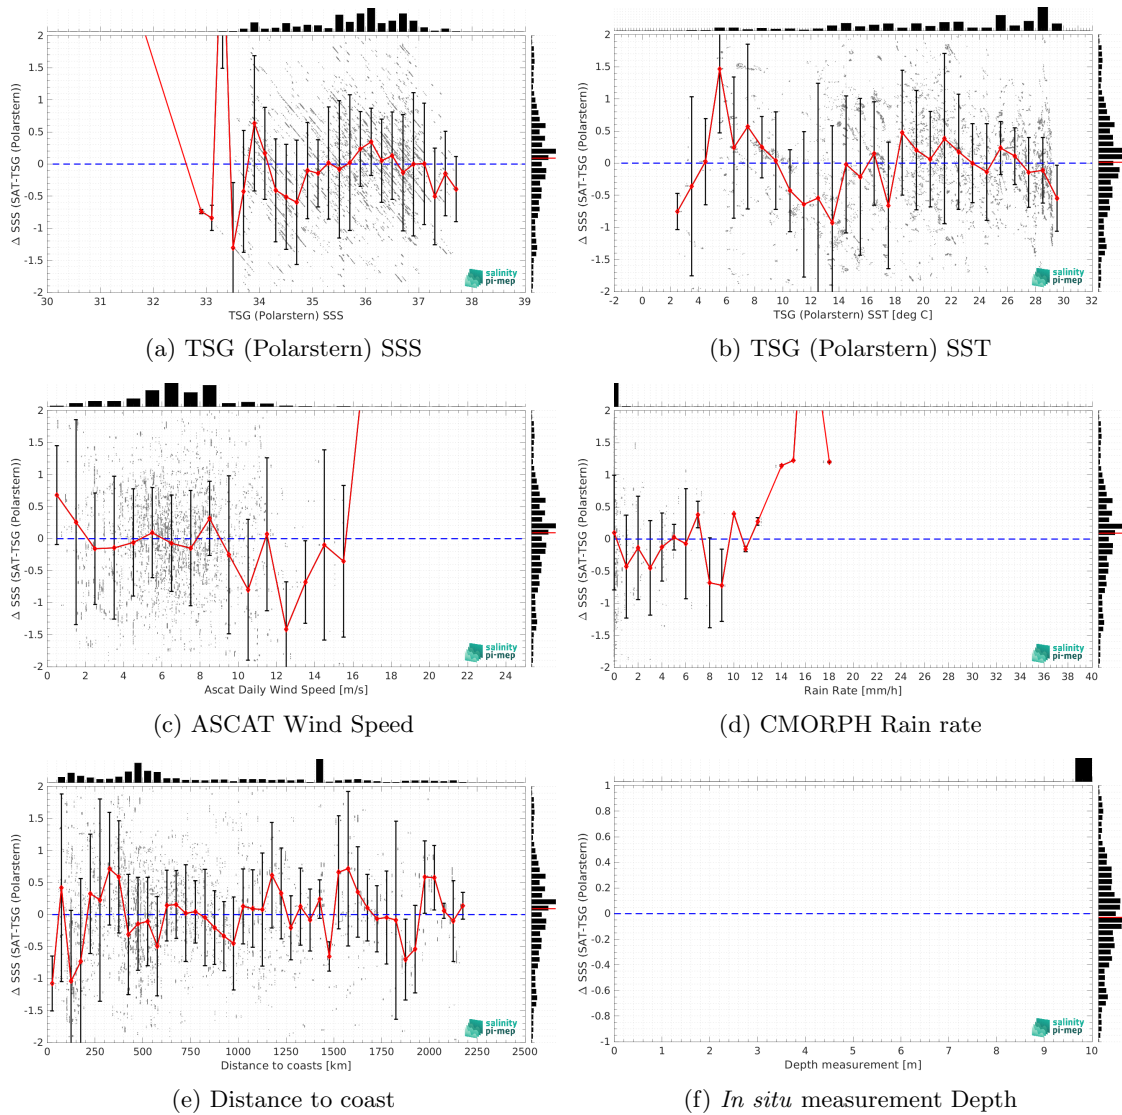 2
1.5
1
0.5
0
-0.5
-1
-1.5
-2
Δ SSS (SAT-TSG (Polarstern))
30 31 32 33 34 35 36 37 38 39
TSG (Polarstern) SSS
salinity
pi-mep
(a) TSG (Polarstern) SSS
2
1.5
1
0.5
0
-0.5
-1
-1.5
-2
Δ SSS (SAT-TSG (Polarstern))
-2 0 2 4 6 8 10 12 14 16 18 20 22 24 26 28 30 32
TSG (Polarstern) SST [deg C]
salinity
pi-mep
(b) TSG (Polarstern) SST
2
1.5
1
0.5
0
-0.5
-1
-1.5
-2
Δ SSS (SAT-TSG (Polarstern))
0 2 4 6 8 10 12 14 16 18 20 22 24
Ascat Daily Wind Speed [m/s]
salinity
pi-mep
(c) ASCAT Wind Speed
2
1.5
1
0.5
0
-0.5
-1
-1.5
-2
Δ SSS (SAT-TSG (Polarstern))
0 2 4 6 8 10 12 14 16 18 20 22 24 26 28 30 32 34 36 38 40
Rain Rate [mm/h]
salinity
pi-mep
(d) CMORPH Rain rate
2
1.5
1
0.5
0
-0.5
-1
-1.5
-2
Δ SSS (SAT-TSG (Polarstern))
0 250 500 750 1000 1250 1500 1750 2000 2250 2500
Distance to coasts [km]
salinity
pi-mep
(e) Distance to coast
1
0.8
0.6
0.4
0.2
0
-0.2
-0.4
-0.6
-0.8
-1
Δ SSS (SAT-TSG (Polarstern))
0 1 2 3 4 5 6 7 8 9 10
Depth measurement [m]
salinity
pi-mep
(f) In situ measurement Depth